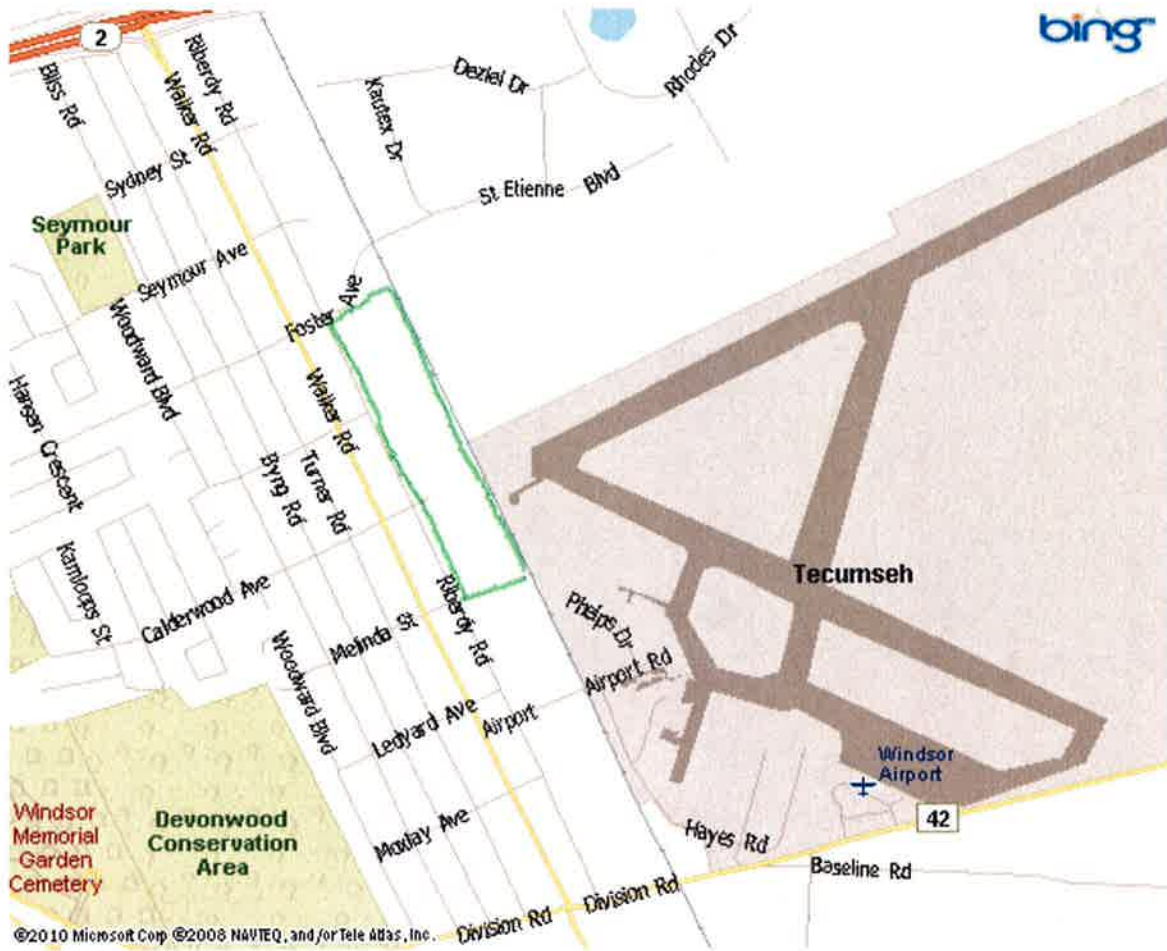 bing™
2
Bliss Rd
Walker Rd
Riberdy Rd
Sydney St
Kautex Dr
Deziel Dr
Rhodes Dr
St Etienne Blvd
Seymour
Park
Seymour Ave
Woodward Blvd
Foster Ave
Hansen Crescent
Walker Rd
Byng Rd
Turner Rd
Kamloops St
Calderwood Ave
Melinda St
Riberdy Rd
Phelps Dr
Tecumseh
Woodward Blvd
Ledyard Ave
Airport
Airport Rd
Windsor
Airport
Windsor
Memorial
Garden
Cemetery
Devonwood
Conservation
Area
Moxlay Ave
Hayes Rd
42
Baseline Rd
Division Rd
Division Rd
©2010 Microsoft Corp ©2008 NAVTEQ, and/or Tele Atlas, Inc.